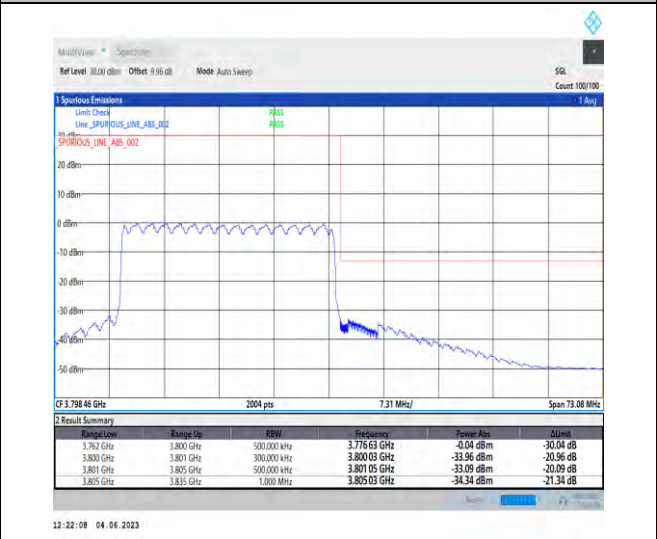 MultiView Spectrum
Ref Level 30.00 dBm Offset 9.96 dB Mode Auto Sweep SGL
Count 100/100
1 Spurious Emissions 1 Avg
Limit Check PASS
Line _SPURIOUS_LINE_ABS_002 PASS
30 dBm
_SPURIOUS_LINE_ABS_002
20 dBm
10 dBm
0 dBm
-10 dBm
-20 dBm
-30 dBm
-40 dBm
-50 dBm
CF 3.798 46 GHz 2004 pts 7.31 MHz/ Span 73.08 MHz
2 Result Summary
Range Low Range Up RBW Frequency Power Abs ΔLimit
3.762 GHz 3.800 GHz 500.000 kHz 3.776 63 GHz -0.04 dBm -30.04 dB
3.800 GHz 3.801 GHz 300.000 kHz 3.800 03 GHz -33.96 dBm -20.96 dB
3.801 GHz 3.805 GHz 500.000 kHz 3.801 05 GHz -33.09 dBm -20.09 dB
3.805 GHz 3.835 GHz 1.000 MHz 3.805 03 GHz -34.34 dBm -21.34 dB
12:22:08 04.06.2023